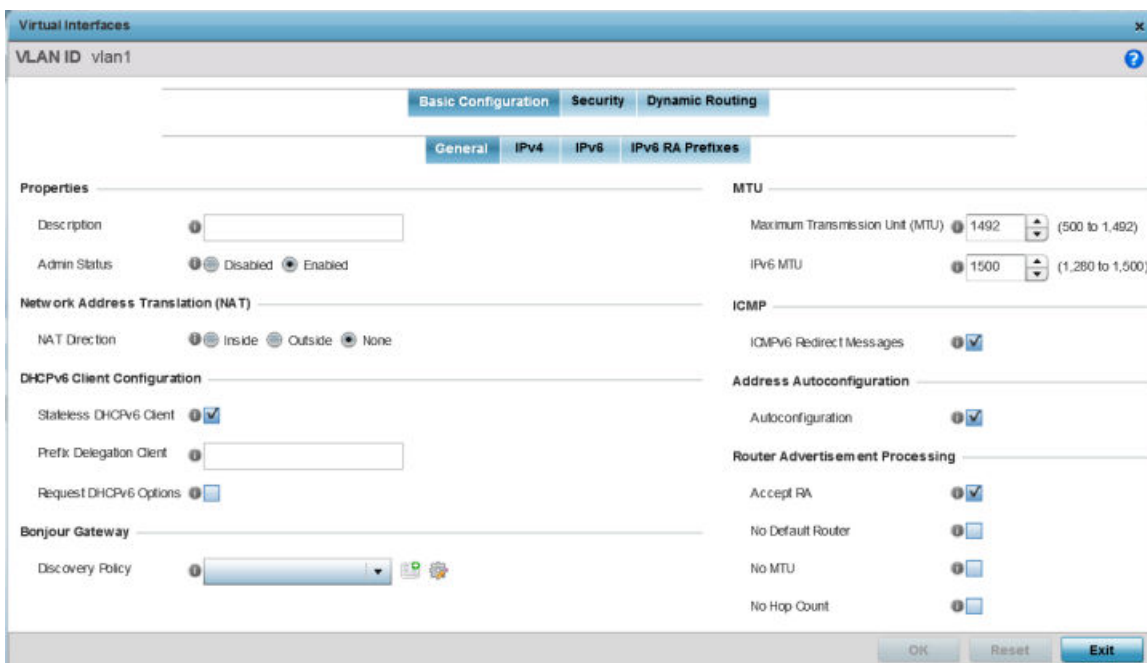 Virtual Interfaces
VLAN ID vlan1
Basic Configuration Security Dynamic Routing
General IPv4 IPv6 IPv6 RA Prefixes
Properties
Description
Admin Status Disabled Enabled
Network Address Translation (NAT)
NAT Direction Inside Outside None
DHCPv6 Client Configuration
Stateless DHCPv6 Client
Prefix Delegation Client
Request DHCPv6 Options
Bonjour Gateway
Discovery Policy
MTU
Maximum Transmission Unit (MTU) 1492 (500 to 1,492)
IPv6 MTU 1500 (1,280 to 1,500)
ICMP
ICMPv6 Redirect Messages
Address Autoconfiguration
Autoconfiguration
Router Advertisement Processing
Accept RA
No Default Router
No MTU
No Hop Count
OK Reset Exit